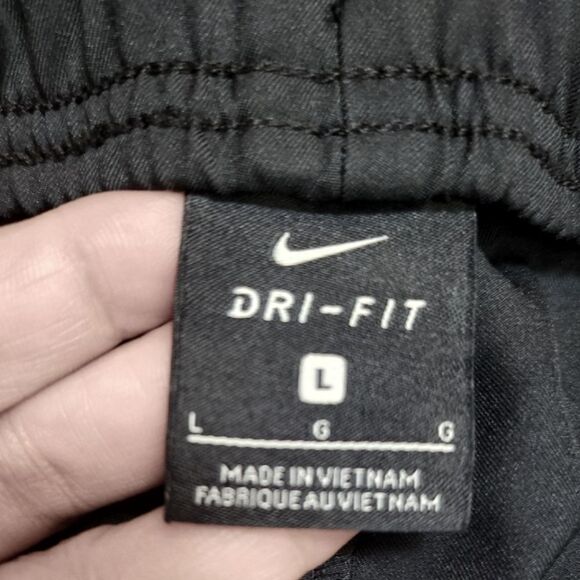 DRI-FIT
L
L G G
MADE IN VIETNAM
FABRIQUE AU VIETNAM